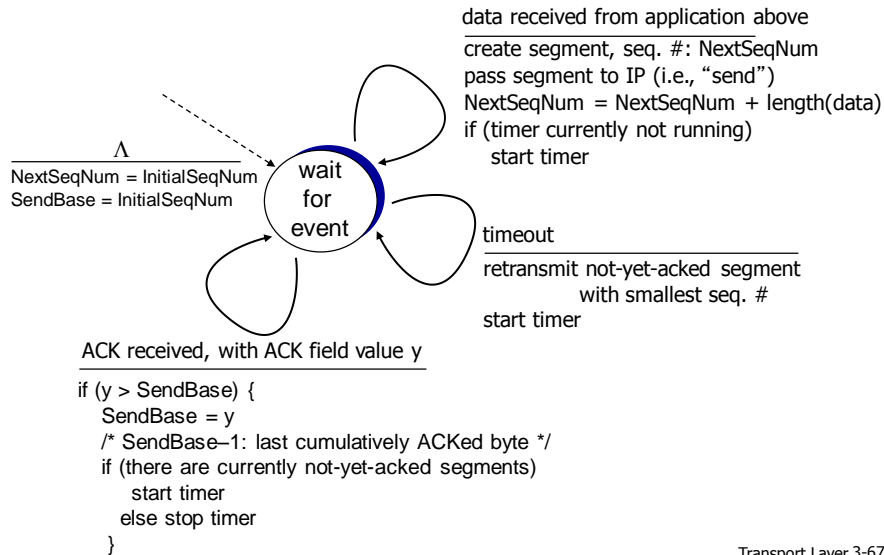 data received from application above
create segment, seq. #: NextSeqNum
pass segment to IP (i.e., “send”)
NextSeqNum = NextSeqNum + length(data)
if (timer currently not running)
start timer
Λ
NextSeqNum = InitialSeqNum
SendBase = InitialSeqNum
wait
for
event
timeout
retransmit not-yet-acked segment
with smallest seq. #
start timer
ACK received, with ACK field value y
if (y > SendBase) {
SendBase = y
/* SendBase–1: last cumulatively ACKed byte */
if (there are currently not-yet-acked segments)
start timer
else stop timer
}
Transport Layer 3-67